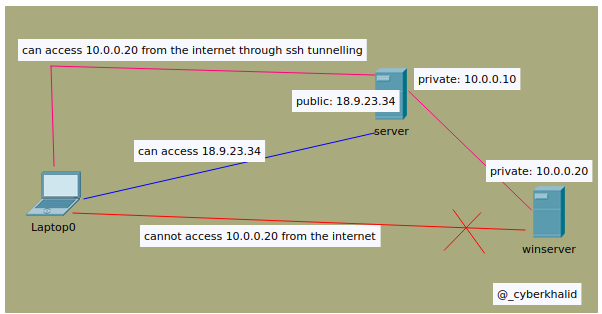 can access 10.0.0.20 from the internet through ssh tunnelling
private: 10.0.0.10
public: 18.9.23.34
server
can access 18.9.23.34
private: 10.0.0.20
Laptop0
cannot access 10.0.0.20 from the internet
winserver
@_cyberkhalid